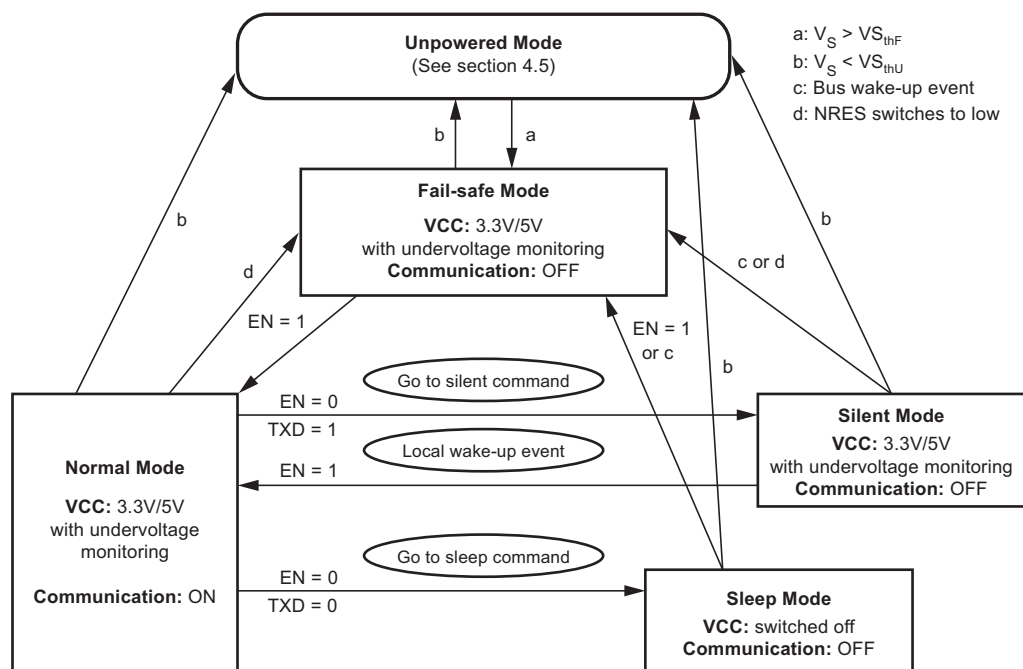 Unpowered Mode
(See section 4.5)
a: V_S > VS_thF
b: V_S < VS_thU
c: Bus wake-up event
d: NRES switches to low
b
a
Fail-safe Mode
VCC: 3.3V/5V
with undervoltage monitoring
Communication: OFF
b
b
d
c or d
EN = 1
EN = 1
or c
b
Go to silent command
EN = 0
TXD = 1
Local wake-up event
EN = 1
Silent Mode
VCC: 3.3V/5V
with undervoltage monitoring
Communication: OFF
Normal Mode
VCC: 3.3V/5V
with undervoltage
monitoring
Communication: ON
Go to sleep command
EN = 0
TXD = 0
Sleep Mode
VCC: switched off
Communication: OFF